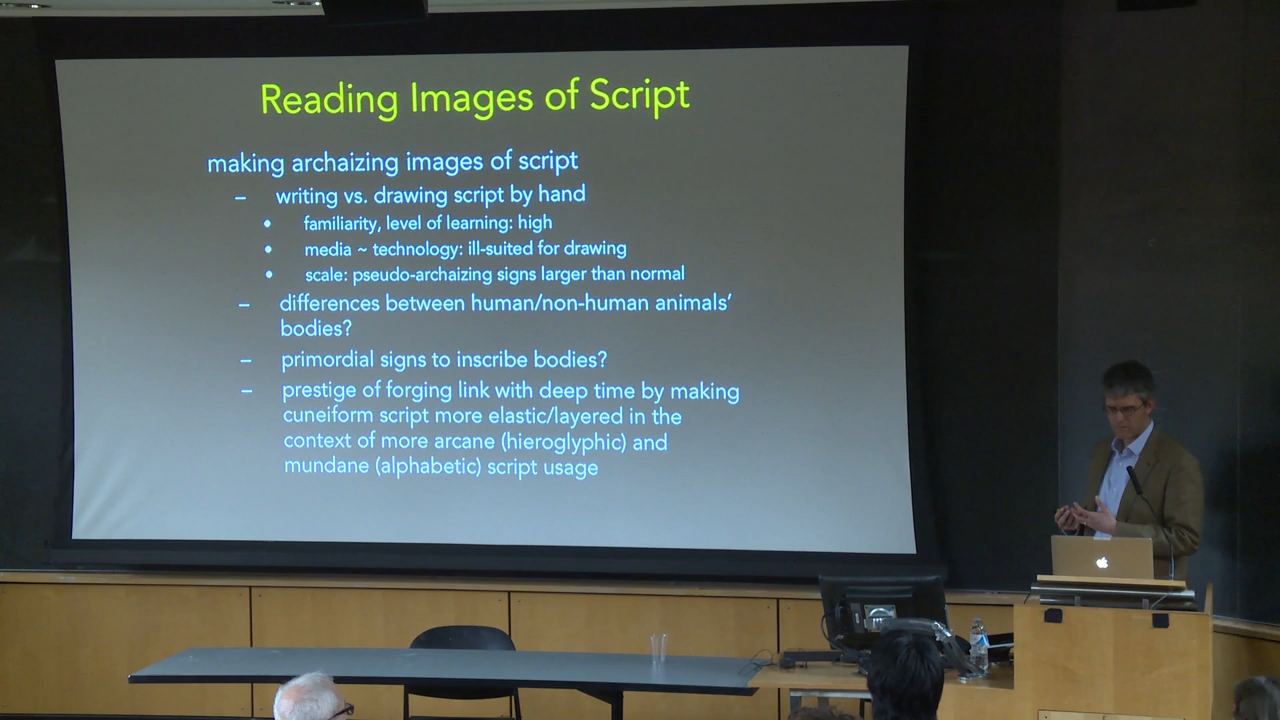 Reading Images of Script
making archaizing images of script
– writing vs. drawing script by hand
• familiarity, level of learning: high
• media ~ technology: ill-suited for drawing
• scale: pseudo-archaizing signs larger than normal
– differences between human/non-human animals’
bodies?
– primordial signs to inscribe bodies?
– prestige of forging link with deep time by making
cuneiform script more elastic/layered in the
context of more arcane (hieroglyphic) and
mundane (alphabetic) script usage